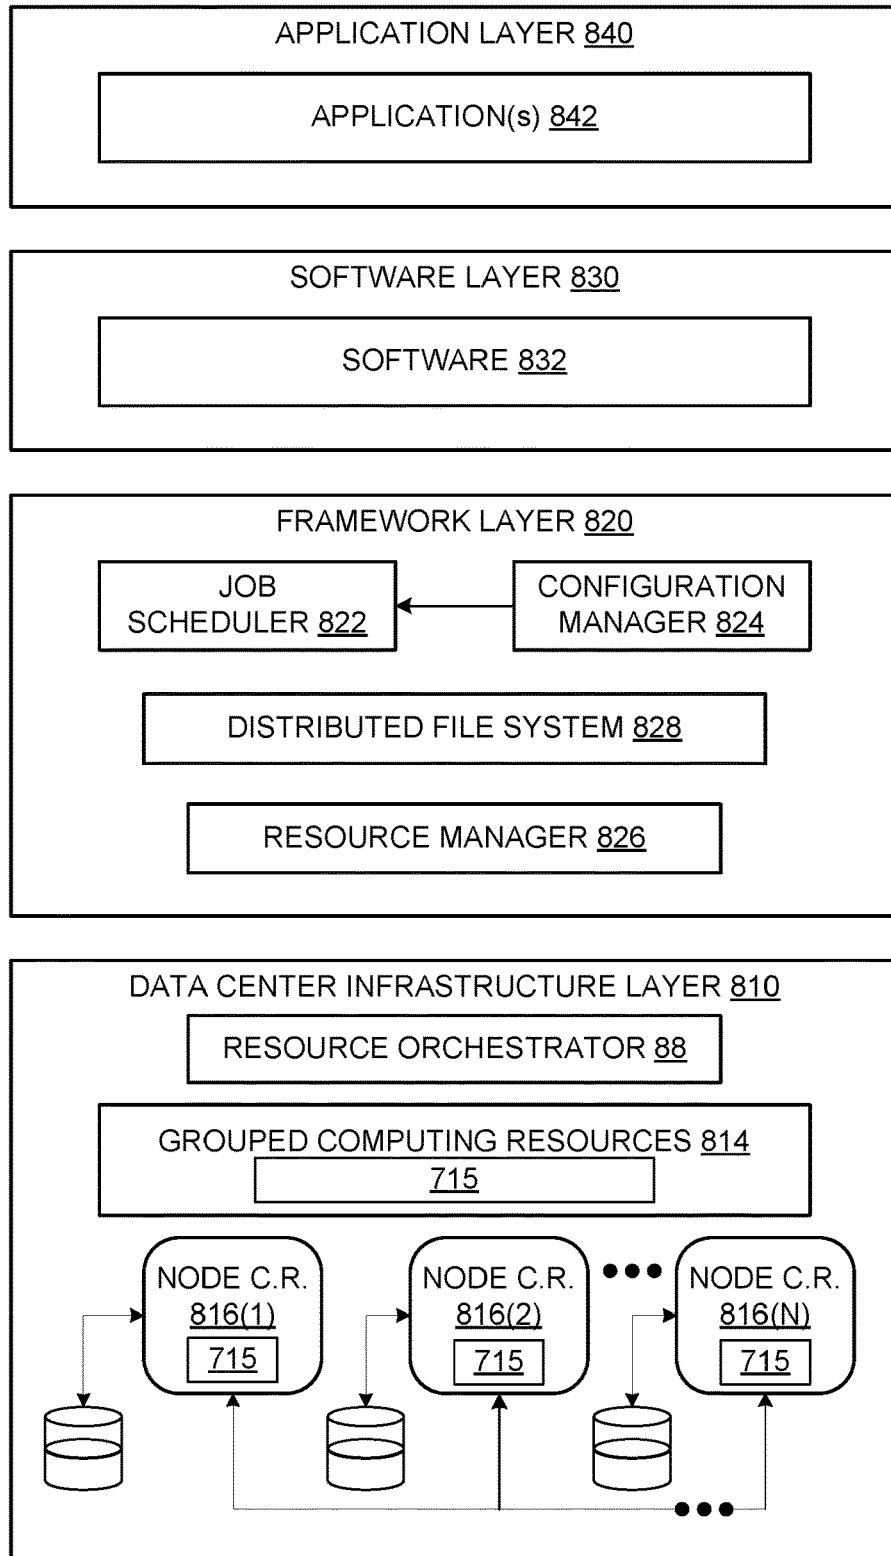 APPLICATION LAYER 840
APPLICATION(s) 842
SOFTWARE LAYER 830
SOFTWARE 832
FRAMEWORK LAYER 820
JOB
SCHEDULER 822
CONFIGURATION
MANAGER 824
DISTRIBUTED FILE SYSTEM 828
RESOURCE MANAGER 826
DATA CENTER INFRASTRUCTURE LAYER 810
RESOURCE ORCHESTRATOR 88
GROUPED COMPUTING RESOURCES 814
715
NODE C.R.
816(1)
715
NODE C.R.
816(2)
715
NODE C.R.
816(N)
715